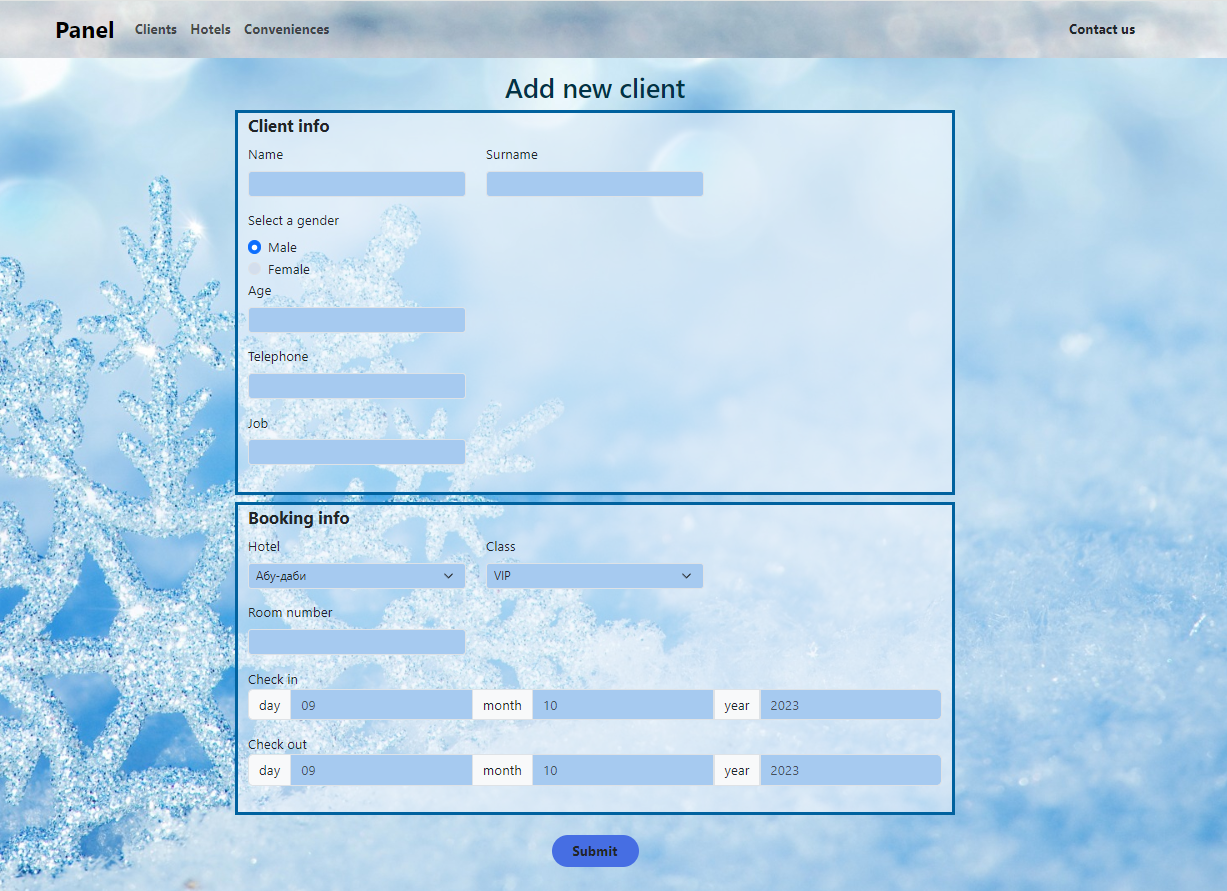 Panel Clients Hotels Conveniences Contact us
Add new client
Client info
Name Surname
Select a gender
Male
Female
Age
Telephone
Job
Booking info
Hotel Class
Абу-даби VIP
Room number
Check in
day 09 month 10 year 2023
Check out
day 09 month 10 year 2023
Submit